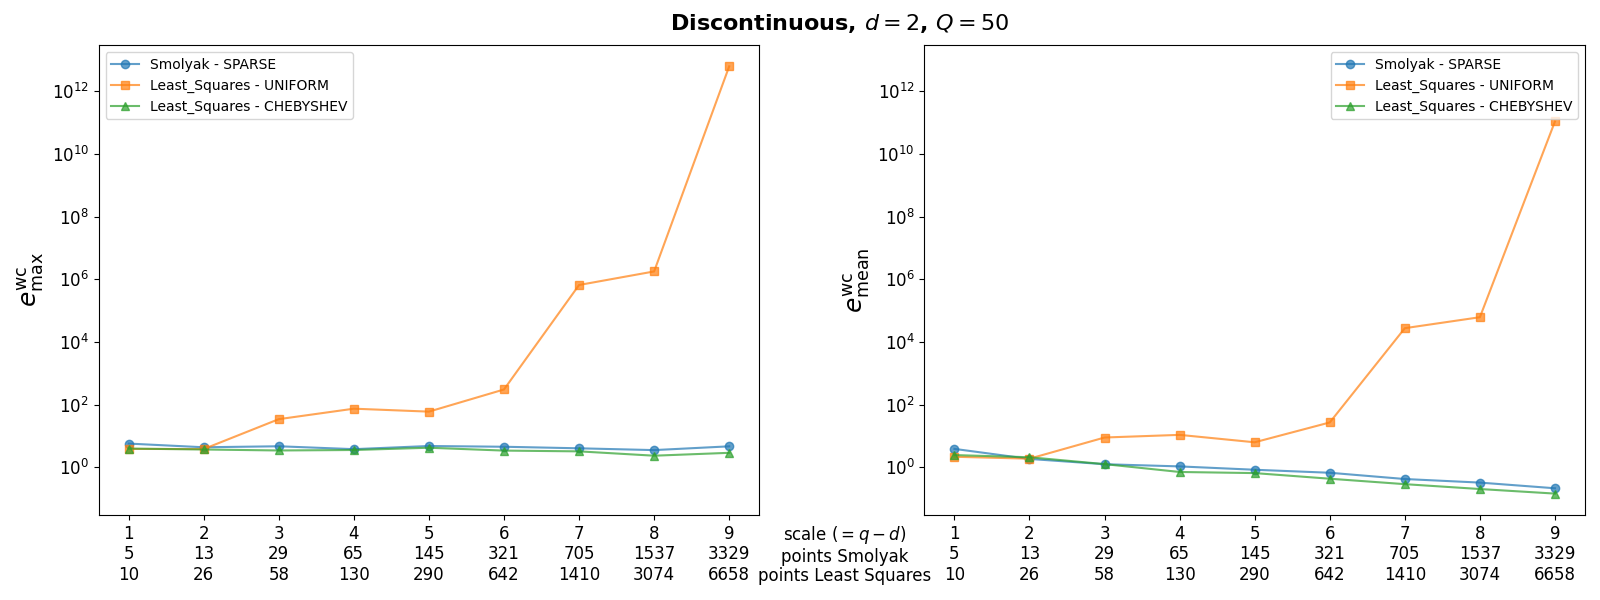 Discontinuous, d = 2, Q = 50
Smolyak - SPARSE
Least_Squares - UNIFORM
Least_Squares - CHEBYSHEV
10^12
10^10
10^8
10^6
10^4
10^2
10^0
e^wc_max
1 2 3 4 5 6 7 8 9
5 13 29 65 145 321 705 1537 3329
10 26 58 130 290 642 1410 3074 6658
scale (= q − d)
points Smolyak
points Least Squares
Smolyak - SPARSE
Least_Squares - UNIFORM
Least_Squares - CHEBYSHEV
10^12
10^10
10^8
10^6
10^4
10^2
10^0
e^wc_mean
1 2 3 4 5 6 7 8 9
5 13 29 65 145 321 705 1537 3329
10 26 58 130 290 642 1410 3074 6658